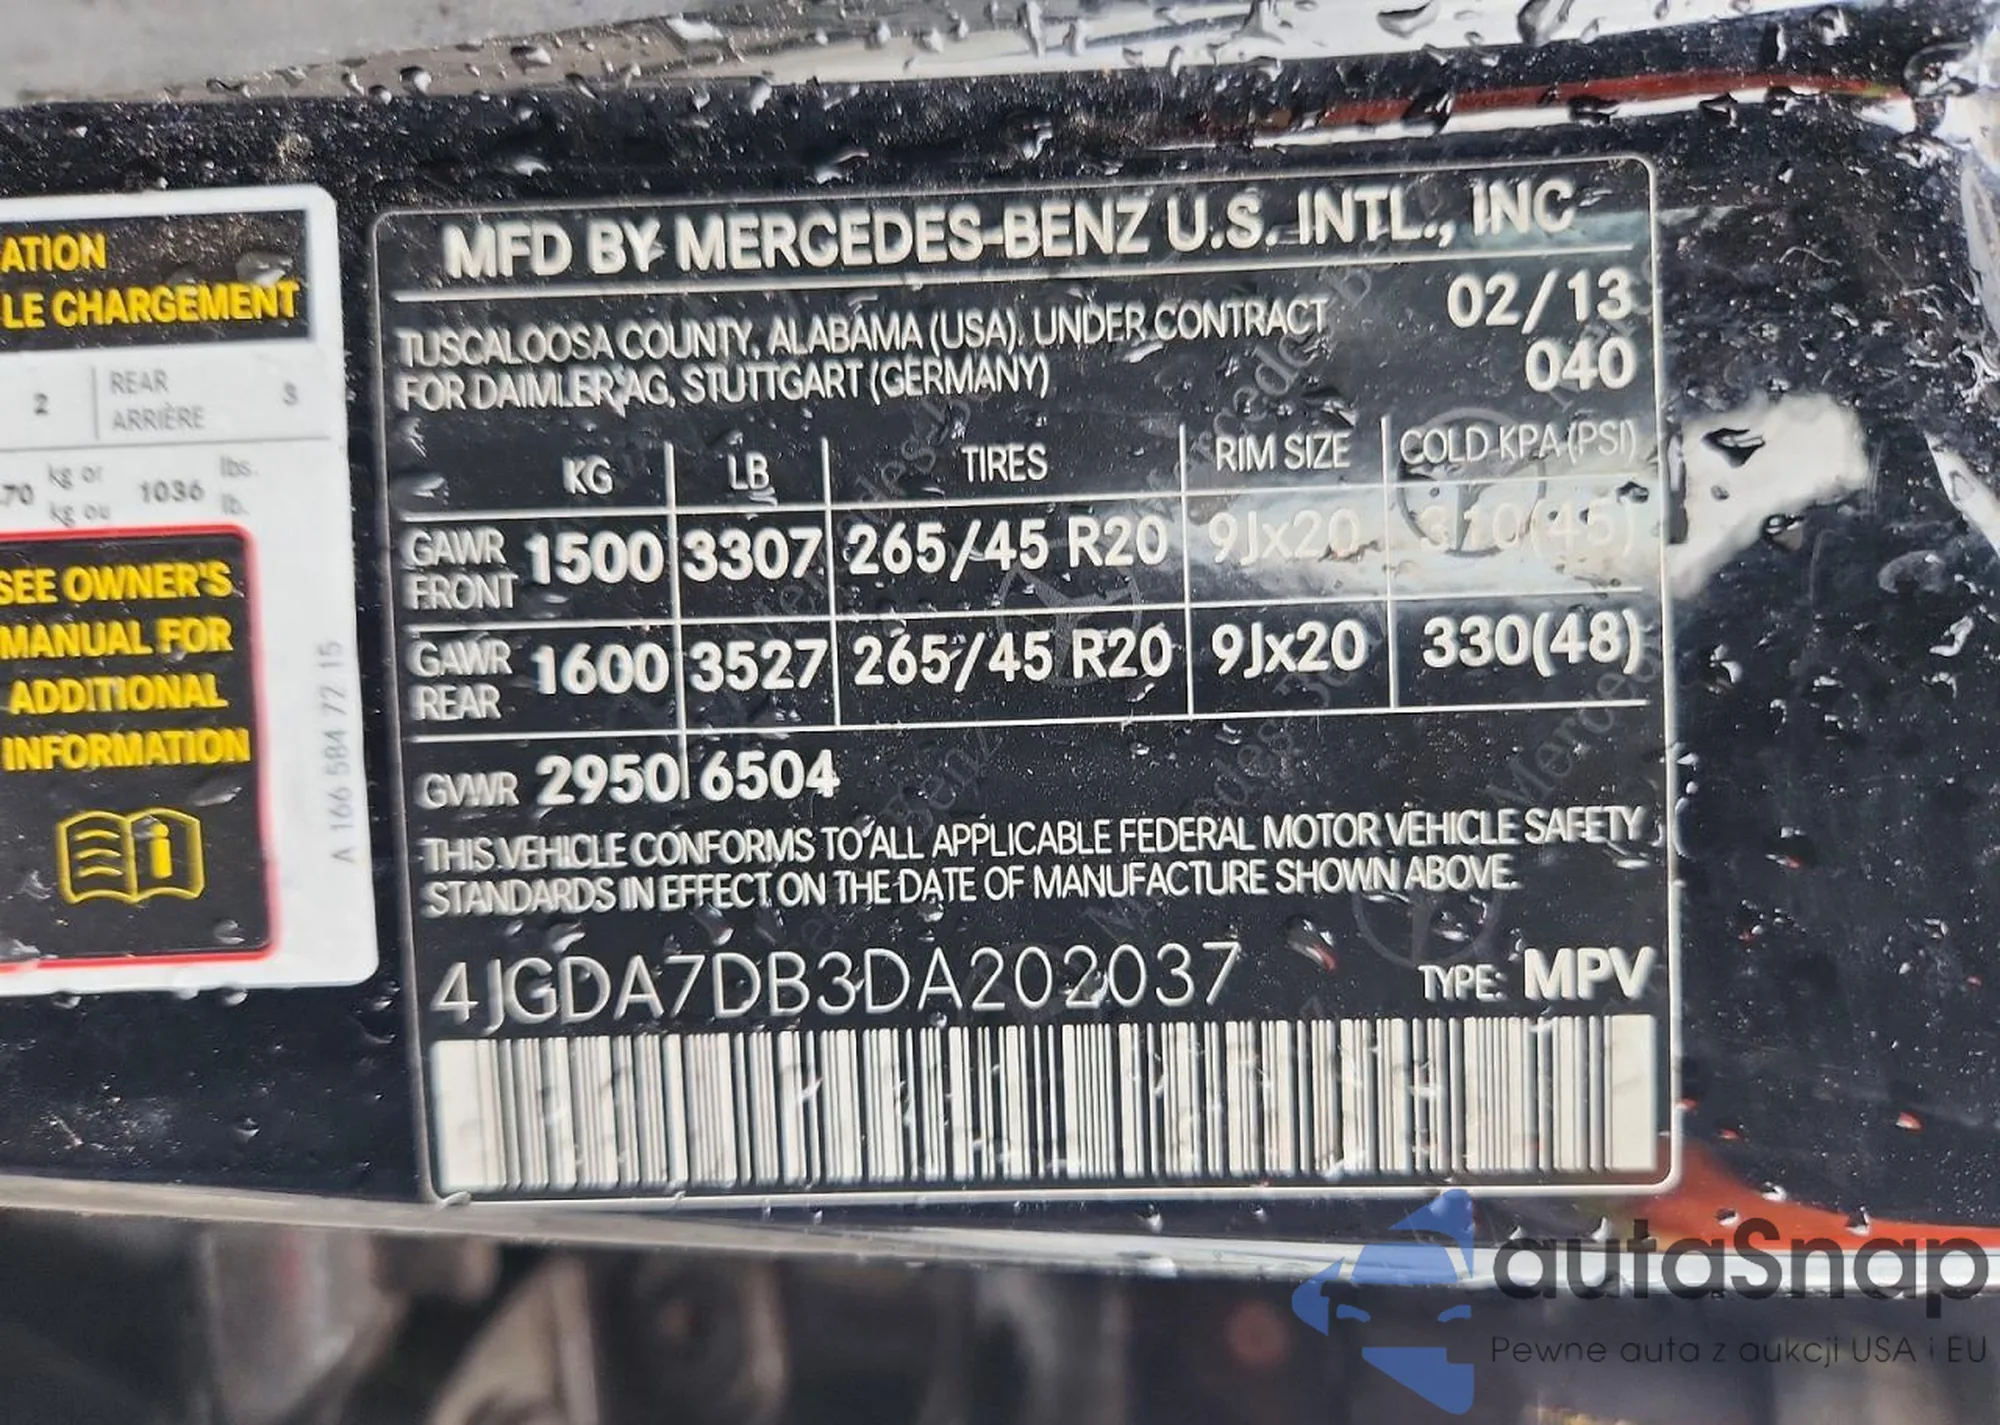 ATION
LE CHARGEMENT
2
REAR
ARRIÈRE
3
70
kg or
kg ou
1036
lbs.
lb.
SEE OWNER'S
MANUAL FOR
ADDITIONAL
INFORMATION
A 166 584 72 15
MFD BY MERCEDES-BENZ U.S. INTL., INC
TUSCALOOSA COUNTY, ALABAMA (USA), UNDER CONTRACT
FOR DAIMLER AG, STUTTGART (GERMANY)
02/13
040
KG LB TIRES RIM SIZE COLD KPA (PSI)
GAWR
FRONT
1500 3307 265/45 R20 9Jx20 310(45)
GAWR
REAR
1600 3527 265/45 R20 9Jx20 330(48)
GVWR 2950 6504
THIS VEHICLE CONFORMS TO ALL APPLICABLE FEDERAL MOTOR VEHICLE SAFETY
STANDARDS IN EFFECT ON THE DATE OF MANUFACTURE SHOWN ABOVE.
4JGDA7DB3DA202037 TYPE: MPV
autaSnap
Pewne auta z aukcji USA i EU